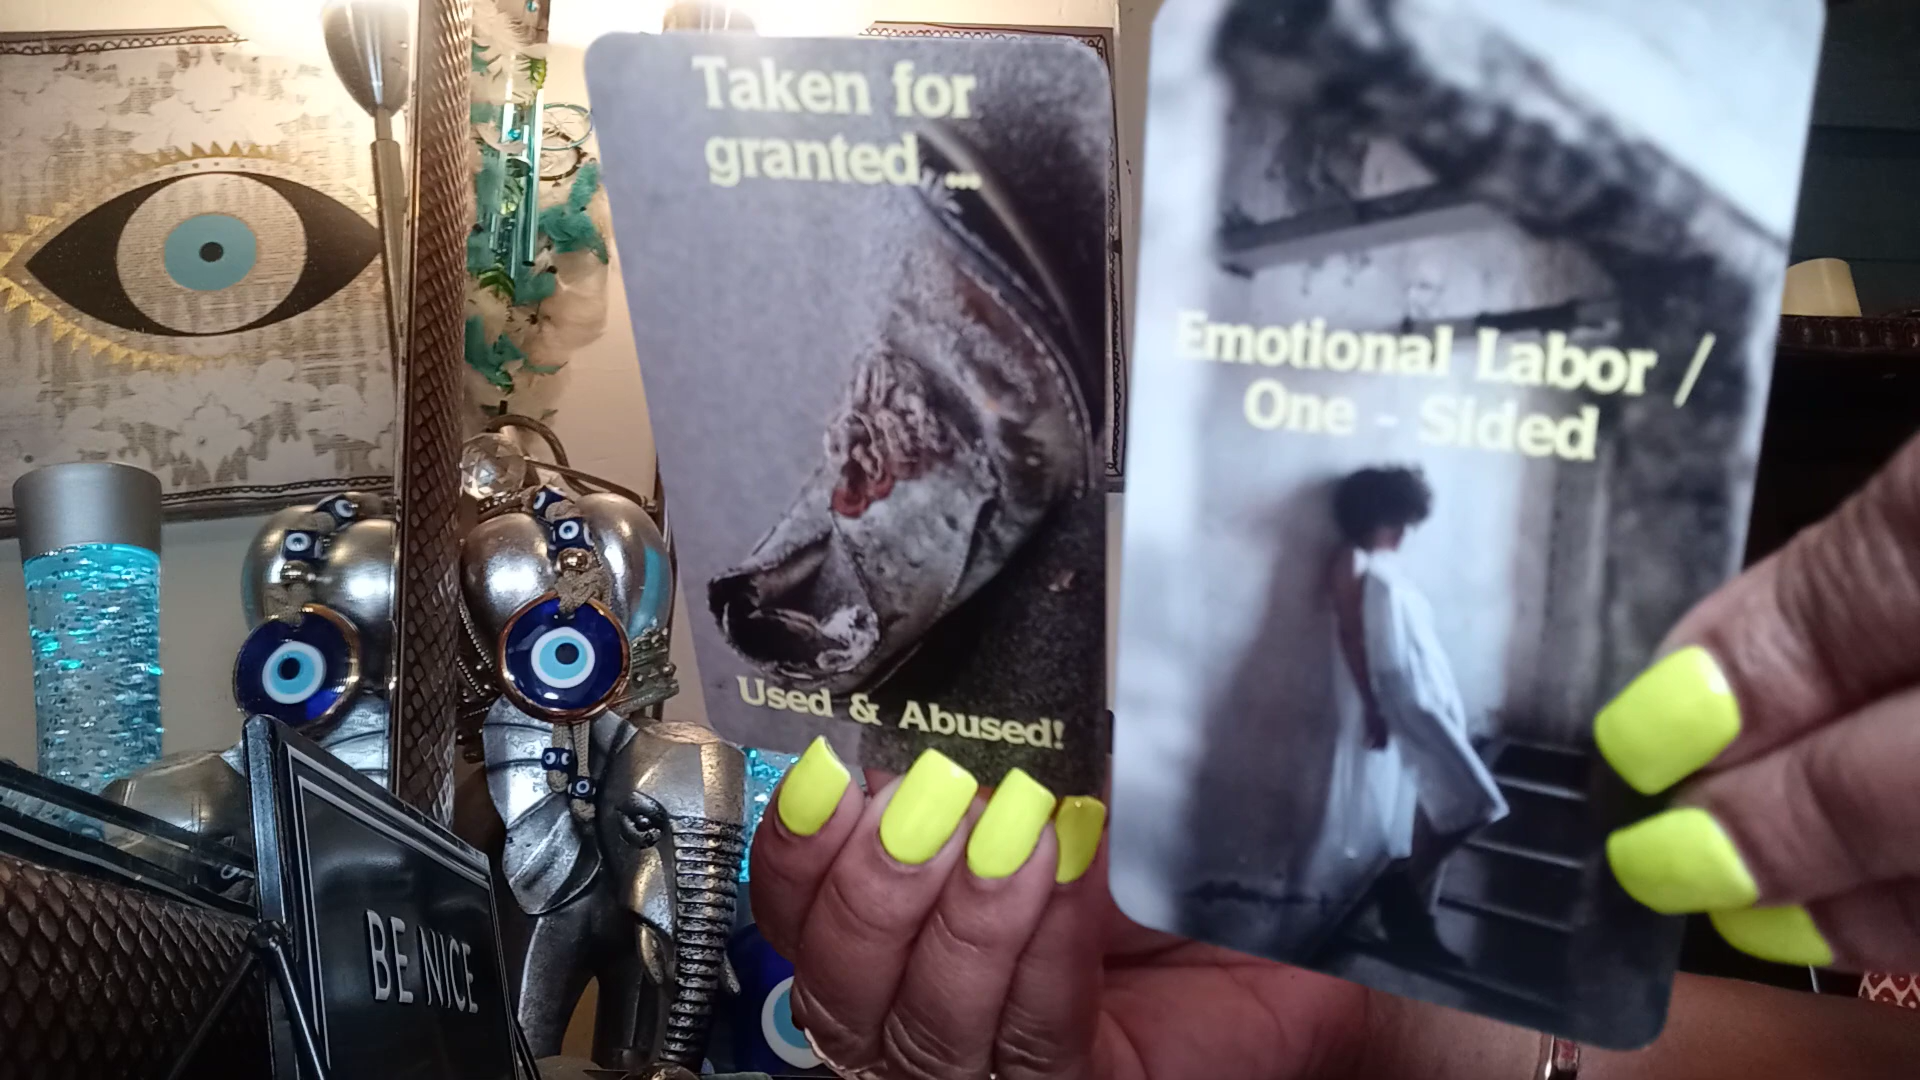 Taken for
granted ...
Used & Abused!
Emotional Labor /
One - Sided
BE NICE